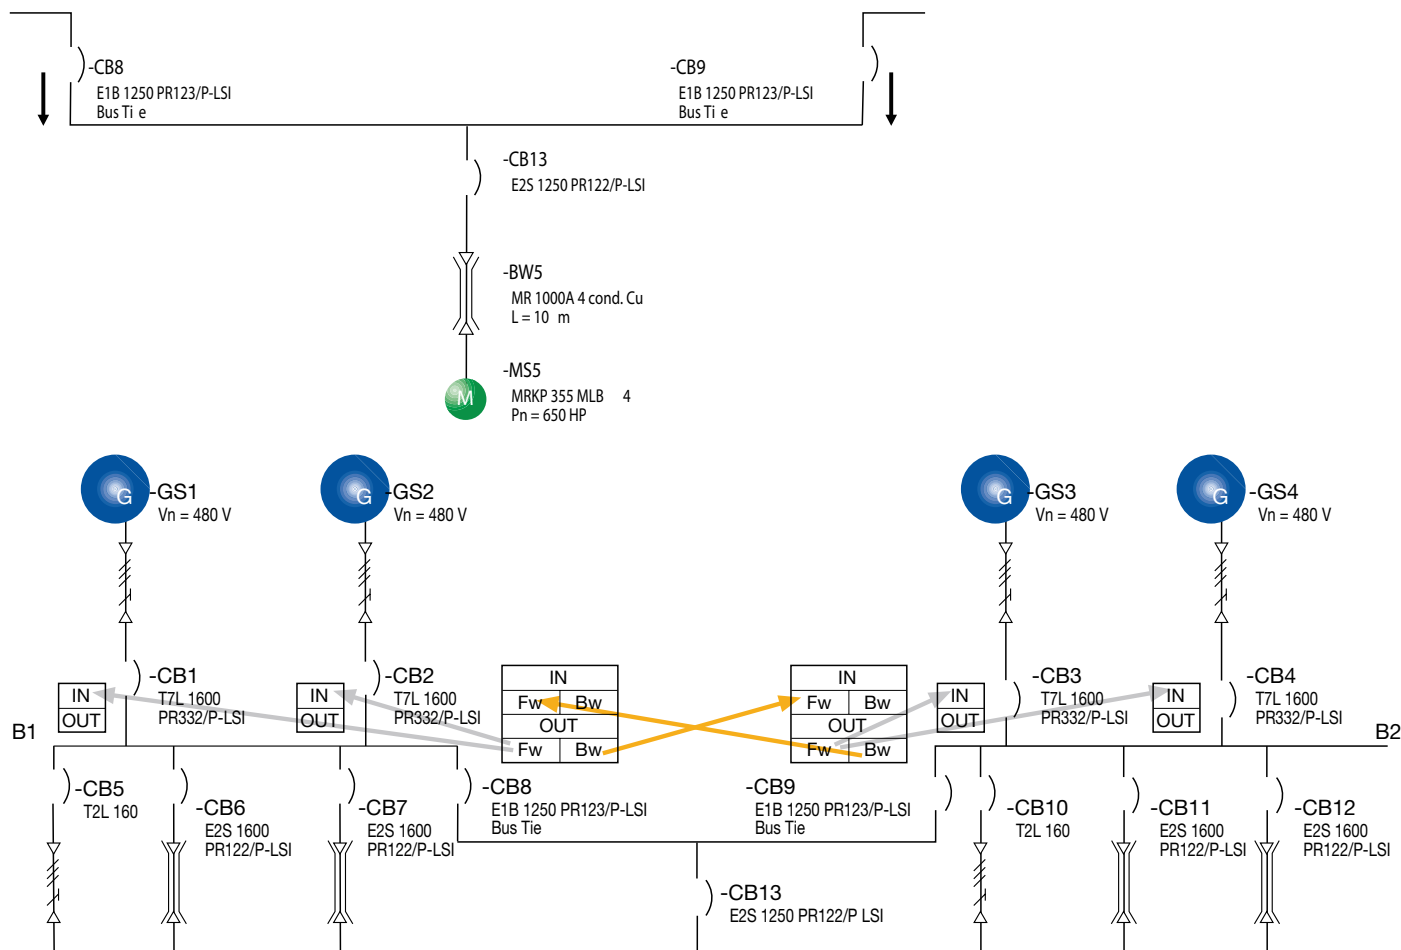 -CB8
E1B 1250 PR123/P-LSI
Bus Ti e
-CB9
E1B 1250 PR123/P-LSI
Bus Ti e
-CB13
E2S 1250 PR122/P-LSI
-BW5
MR 1000A 4 cond. Cu
L = 10 m
-MS5
M
MRKP 355 MLB 4
Pn = 650 HP
G
-GS1
Vn = 480 V
G
-GS2
Vn = 480 V
G
-GS3
Vn = 480 V
G
-GS4
Vn = 480 V
-CB1
T7L 1600
PR332/P-LSI
IN
OUT
-CB2
T7L 1600
PR332/P-LSI
IN
OUT
IN
Fw Bw
OUT
Fw Bw
IN
Fw Bw
OUT
Fw Bw
-CB3
T7L 1600
PR332/P-LSI
IN
OUT
-CB4
T7L 1600
PR332/P-LSI
IN
OUT
B1
B2
-CB5
T2L 160
-CB6
E2S 1600
PR122/P-LSI
-CB7
E2S 1600
PR122/P-LSI
-CB8
E1B 1250 PR123/P-LSI
Bus Tie
-CB9
E1B 1250 PR123/P-LSI
Bus Tie
-CB10
T2L 160
-CB11
E2S 1600
PR122/P-LSI
-CB12
E2S 1600
PR122/P-LSI
-CB13
E2S 1250 PR122/P LSI